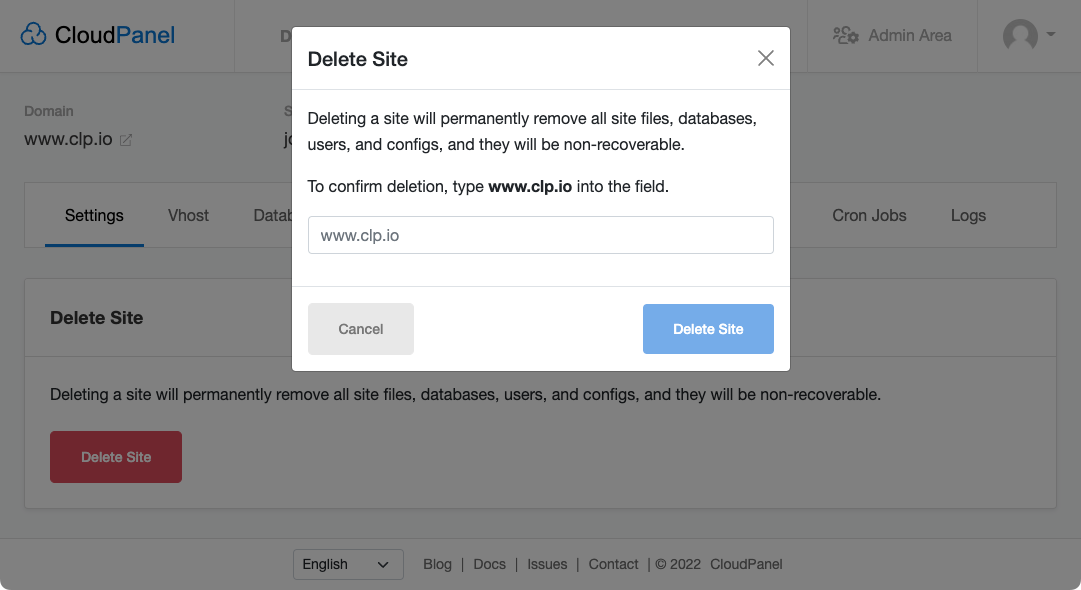 CloudPanel
Admin Area
Delete Site
Deleting a site will permanently remove all site files, databases,
users, and configs, and they will be non-recoverable.
To confirm deletion, type www.clp.io into the field.
www.clp.io
Cancel
Delete Site
Domain
www.clp.io
Settings Vhost Cron Jobs Logs
Delete Site
Deleting a site will permanently remove all site files, databases, users, and configs, and they will be non-recoverable.
Delete Site
English Blog | Docs | Issues | Contact | © 2022 CloudPanel